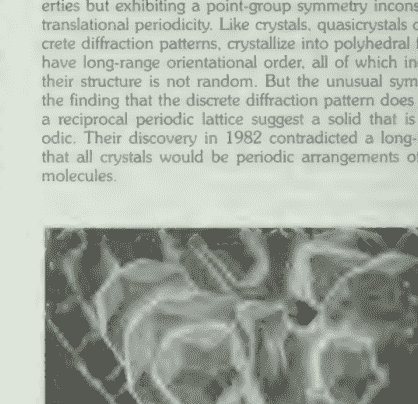 erties but exhibiting a point-group symmetry incons
translational periodicity. Like crystals, quasicrystals
crete diffraction patterns, crystallize into polyhedral
have long-range orientational order, all of which in
their structure is not random. But the unusual sym
the finding that the discrete diffraction pattern does
a reciprocal periodic lattice suggest a solid that is
odic. Their discovery in 1982 contradicted a long-
that all crystals would be periodic arrangements o
molecules.